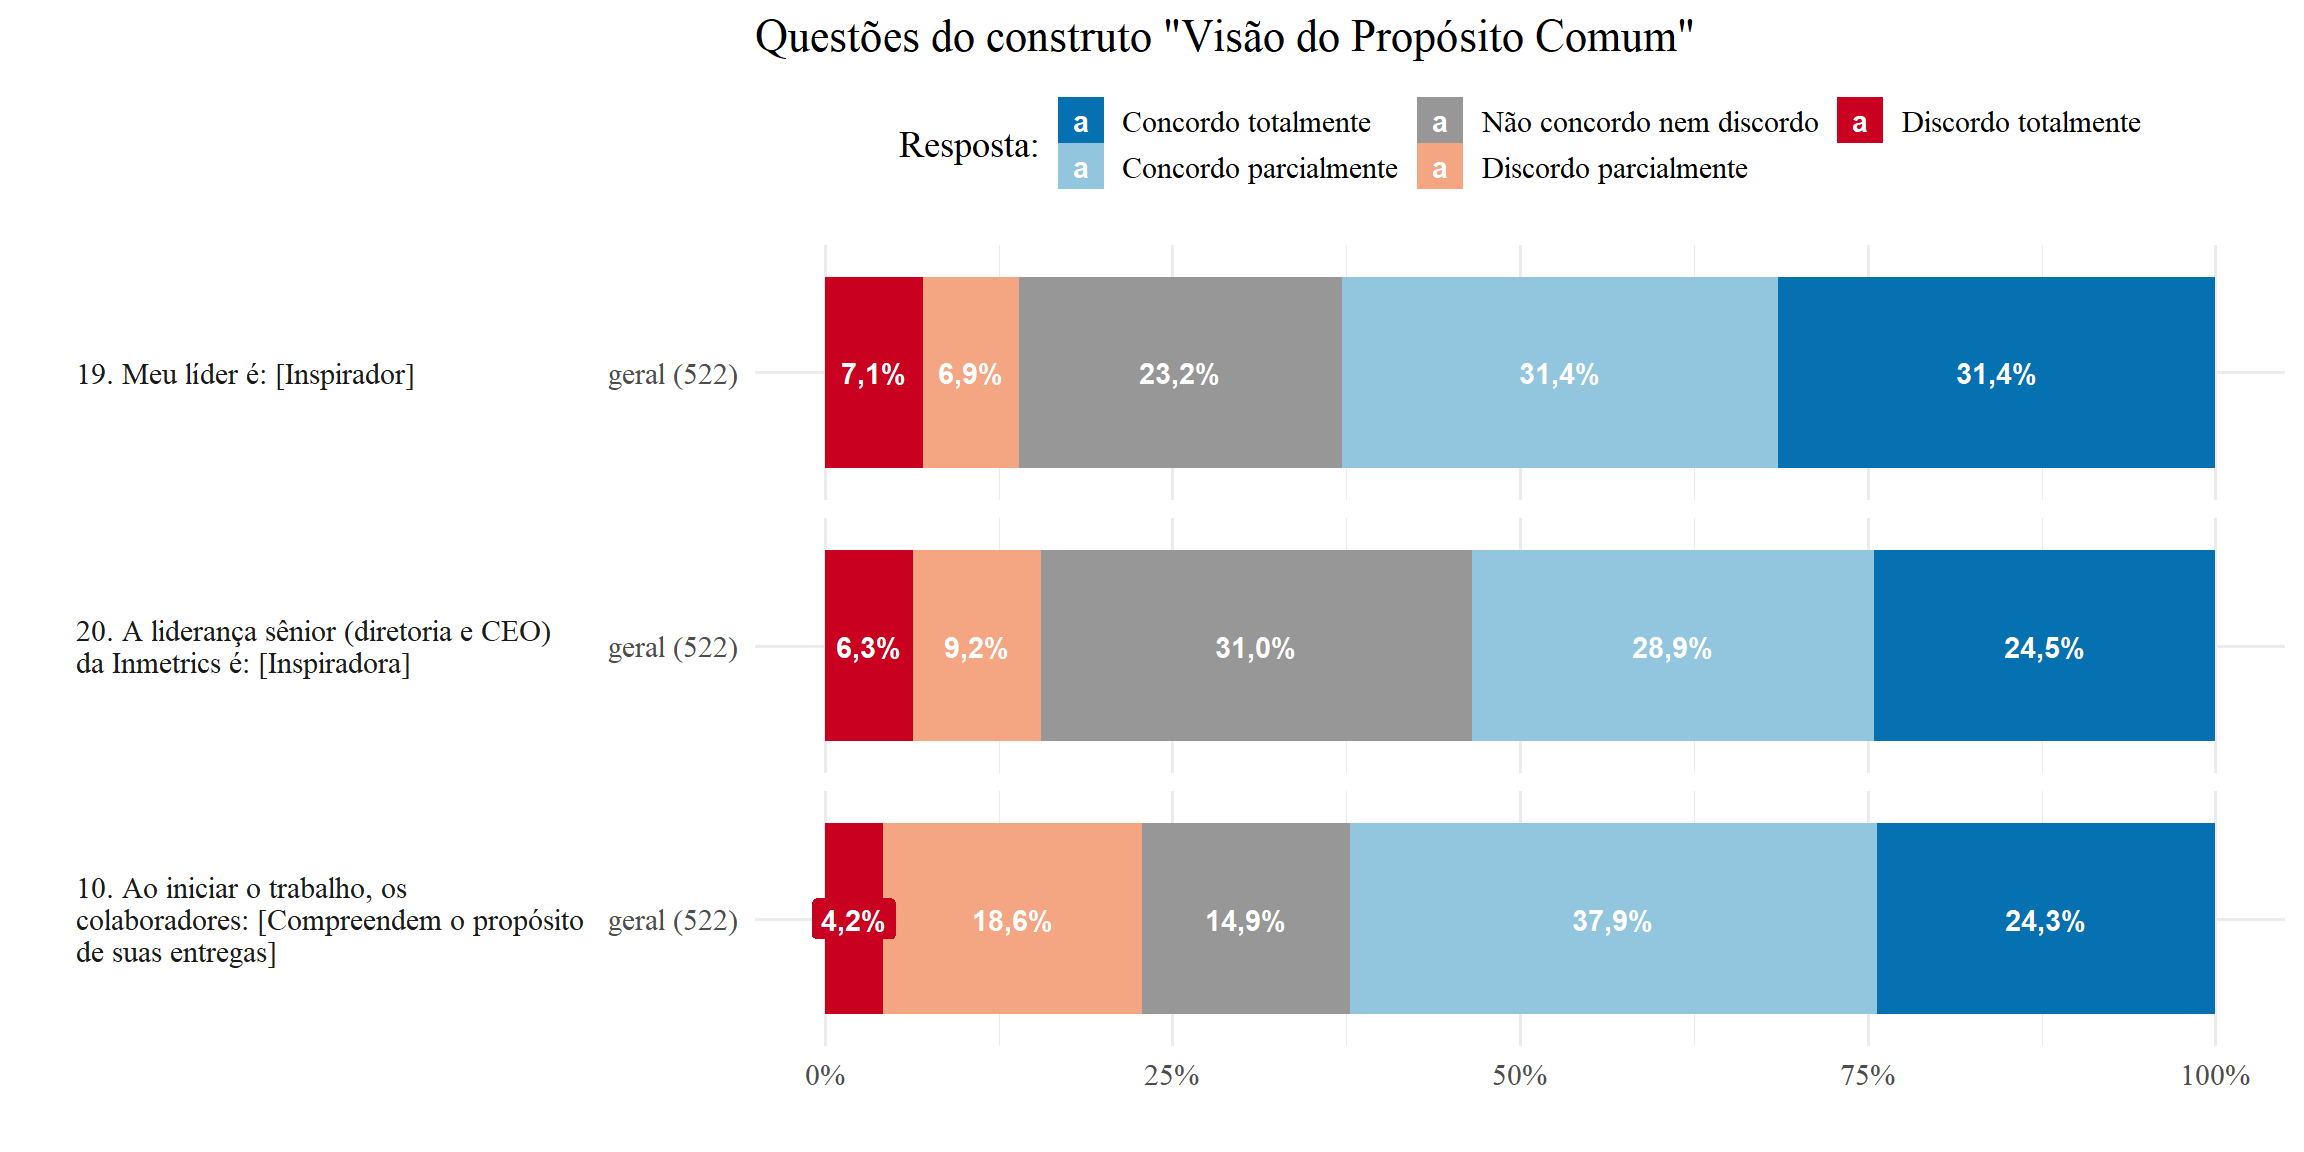 Questões do construto "Visão do Propósito Comum"
Resposta:
a Concordo totalmente
a Não concordo nem discordo
a Discordo totalmente
a Concordo parcialmente
a Discordo parcialmente
19. Meu líder é: [Inspirador]
geral (522)
7,1% 6,9% 23,2% 31,4% 31,4%
20. A liderança sênior (diretoria e CEO)
da Inmetrics é: [Inspiradora]
geral (522)
6,3% 9,2% 31,0% 28,9% 24,5%
10. Ao iniciar o trabalho, os
colaboradores: [Compreendem o propósito
de suas entregas]
geral (522)
4,2% 18,6% 14,9% 37,9% 24,3%
0% 25% 50% 75% 100%